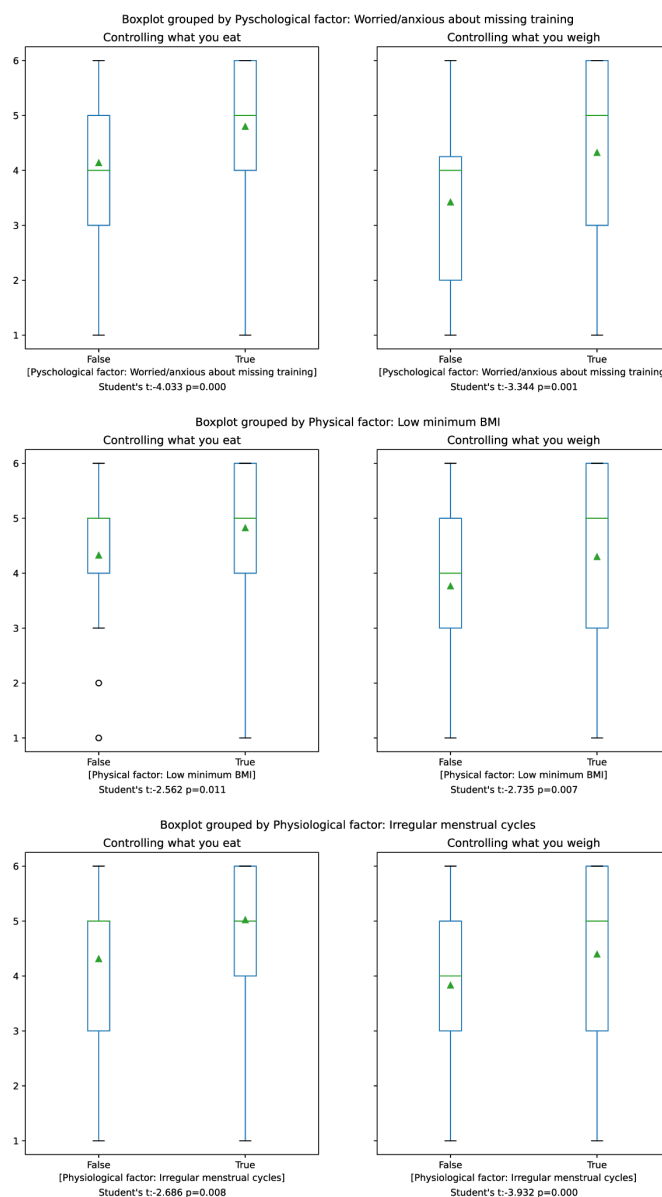 Boxplot grouped by Pyschological factor: Worried/anxious about missing training
Controlling what you eat
Controlling what you weigh
6
5
4
3
2
1
False
True
False
True
[Pyschological factor: Worried/anxious about missing training]
[Pyschological factor: Worried/anxious about missing training
Student's t:-4.033 p=0.000
Student's t:-3.344 p=0.001
Boxplot grouped by Physical factor: Low minimum BMI
Controlling what you eat
Controlling what you weigh
6
5
4
3
2
1
False
True
False
True
[Physical factor: Low minimum BMI]
[Physical factor: Low minimum BMI]
Student's t:-2.562 p=0.011
Student's t:-2.735 p=0.007
Boxplot grouped by Physiological factor: Irregular menstrual cycles
Controlling what you eat
Controlling what you weigh
6
5
4
3
2
1
False
True
False
True
[Physiological factor: Irregular menstrual cycles]
[Physiological factor: Irregular menstrual cycles]
Student's t:-2.686 p=0.008
Student's t:-3.932 p=0.000